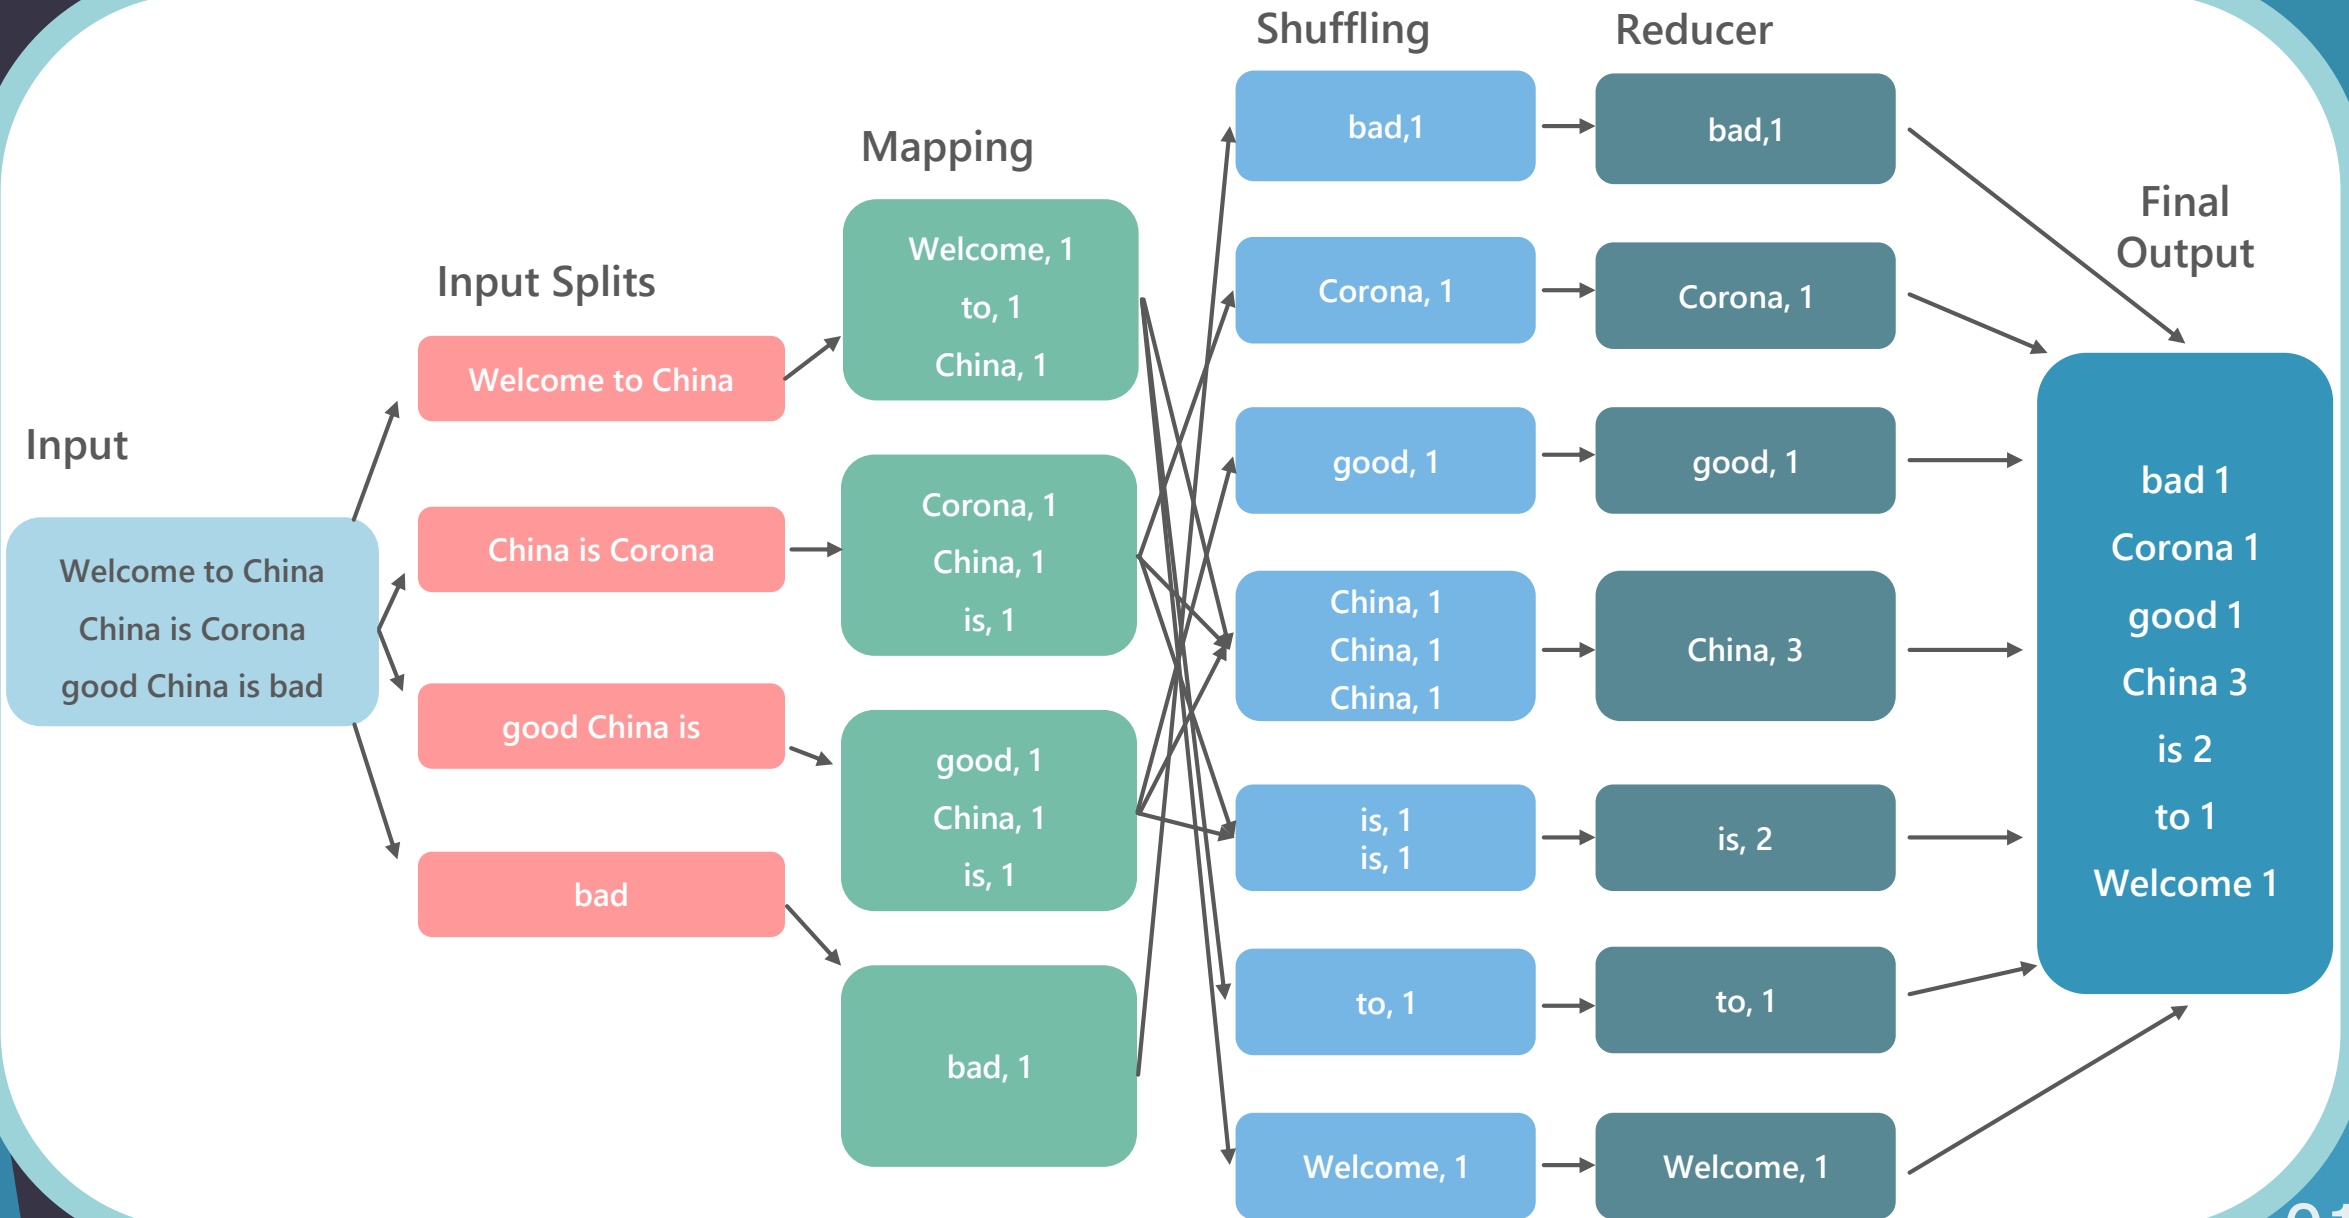 Input
Welcome to China
China is Corona
good China is bad
Input Splits
Welcome to China
China is Corona
good China is
bad
Mapping
Welcome, 1
to, 1
China, 1
Corona, 1
China, 1
is, 1
good, 1
China, 1
is, 1
bad, 1
Shuffling
bad,1
Corona, 1
good, 1
China, 1
China, 1
China, 1
is, 1
is, 1
to, 1
Welcome, 1
Reducer
bad,1
Corona, 1
good, 1
China, 3
is, 2
to, 1
Welcome, 1
Final
Output
bad 1
Corona 1
good 1
China 3
is 2
to 1
Welcome 1